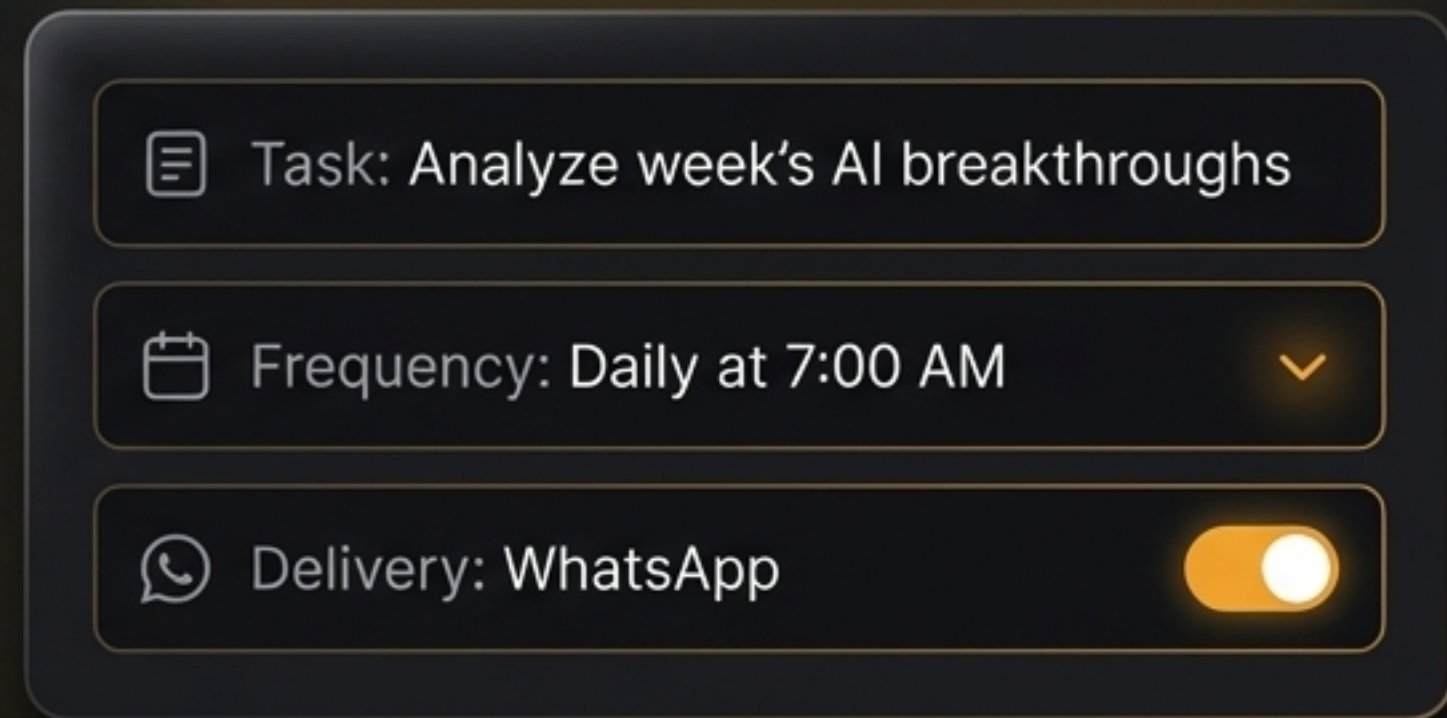 Task: Analyze week’s AI breakthroughs
Frequency: Daily at 7:00 AM
Delivery: WhatsApp